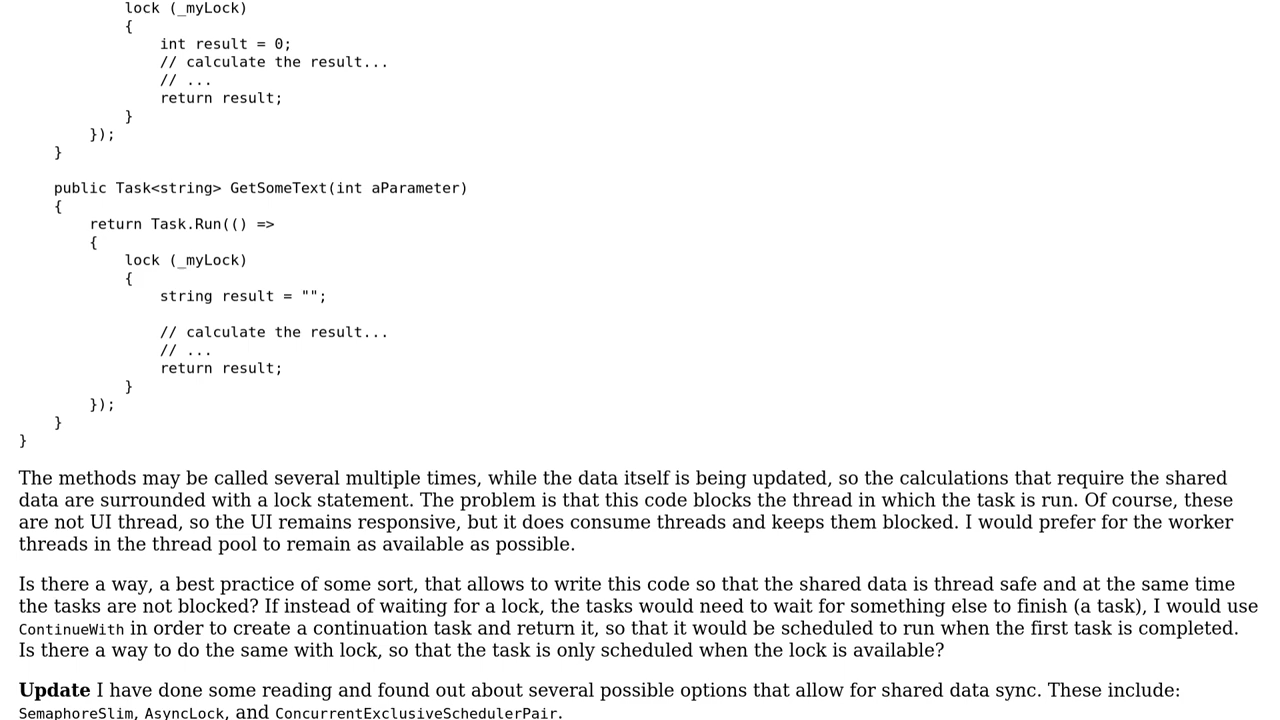 lock (_myLock)
{
int result = 0;
// calculate the result...
// ...
return result;
}
});
}
public Task<string> GetSomeText(int aParameter)
{
return Task.Run(() =>
{
lock (_myLock)
{
string result = "";
// calculate the result...
// ...
return result;
}
});
}
}
The methods may be called several multiple times, while the data itself is being updated, so the calculations that require the shared
data are surrounded with a lock statement. The problem is that this code blocks the thread in which the task is run. Of course, these
are not UI thread, so the UI remains responsive, but it does consume threads and keeps them blocked. I would prefer for the worker
threads in the thread pool to remain as available as possible.
Is there a way, a best practice of some sort, that allows to write this code so that the shared data is thread safe and at the same time
the tasks are not blocked? If instead of waiting for a lock, the tasks would need to wait for something else to finish (a task), I would use
ContinueWith in order to create a continuation task and return it, so that it would be scheduled to run when the first task is completed.
Is there a way to do the same with lock, so that the task is only scheduled when the lock is available?
Update I have done some reading and found out about several possible options that allow for shared data sync. These include:
SemaphoreSlim, AsyncLock, and ConcurrentExclusiveSchedulerPair.